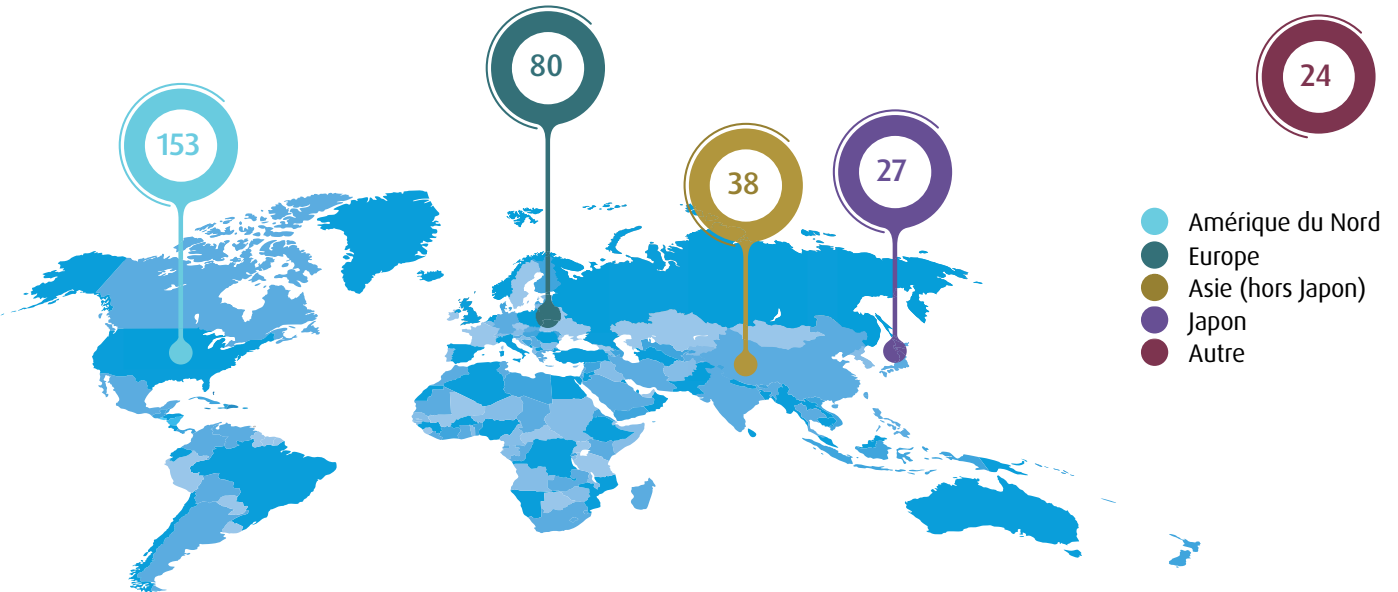 153
80
38
27
24
Amérique du Nord
Europe
Asie (hors Japon)
Japon
Autre